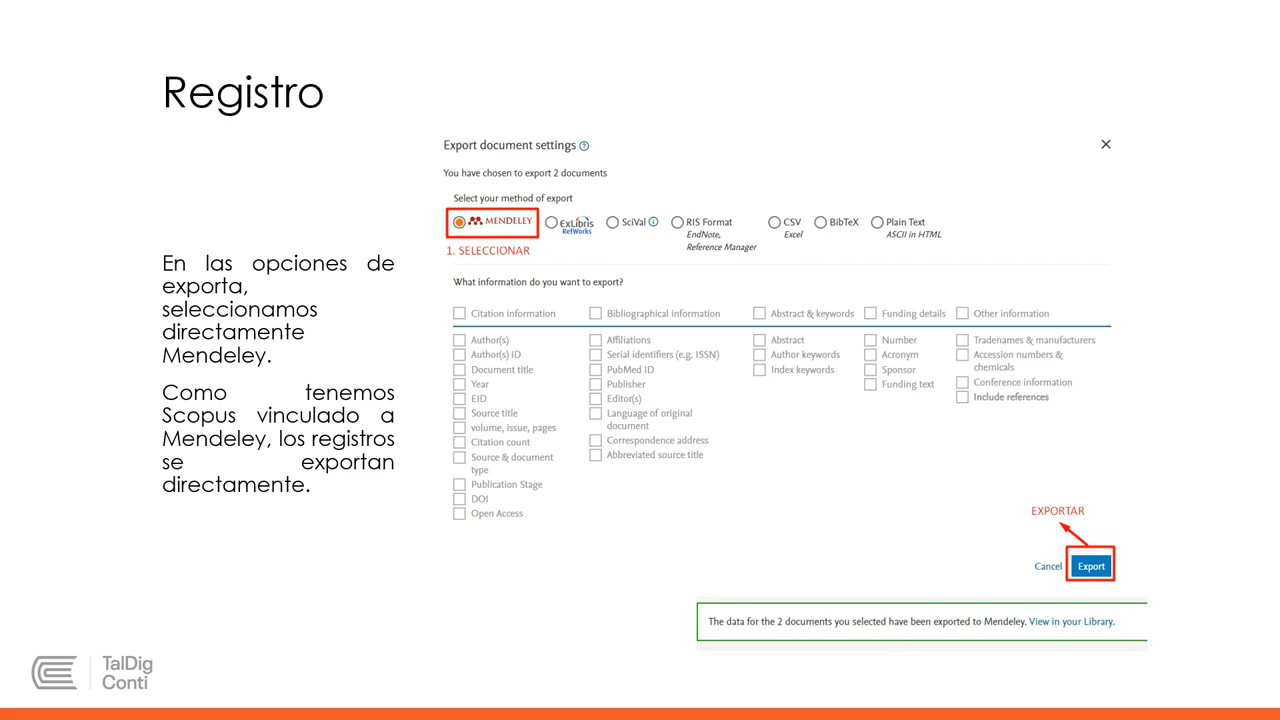 Registro
En las opciones de
exporta,
seleccionamos
directamente
Mendeley.
Como tenemos
Scopus vinculado a
Mendeley, los registros
se exportan
directamente.
Export document settings ?
You have chosen to export 2 documents
Select your method of export
MENDELEY
ExLibris
RefWorks
SciVal
RIS Format
EndNote,
Reference Manager
CSV
Excel
BibTeX
Plain Text
ASCII in HTML
1. SELECCIONAR
What information do you want to export?
Citation information
Author(s)
Author(s) ID
Document title
Year
EID
Source title
volume, issue, pages
Citation count
Source & document
type
Publication Stage
DOI
Open Access
Bibliographical information
Affiliations
Serial identifiers (e.g. ISSN)
PubMed ID
Publisher
Editor(s)
Language of original
document
Correspondence address
Abbreviated source title
Abstract & keywords
Abstract
Author keywords
Index keywords
Funding details
Number
Acronym
Sponsor
Funding text
Other information
Tradenames & manufacturers
Accession numbers &
chemicals
Conference information
Include references
EXPORTAR
Cancel
Export
The data for the 2 documents you selected have been exported to Mendeley. View in your Library.
TalDig
Conti